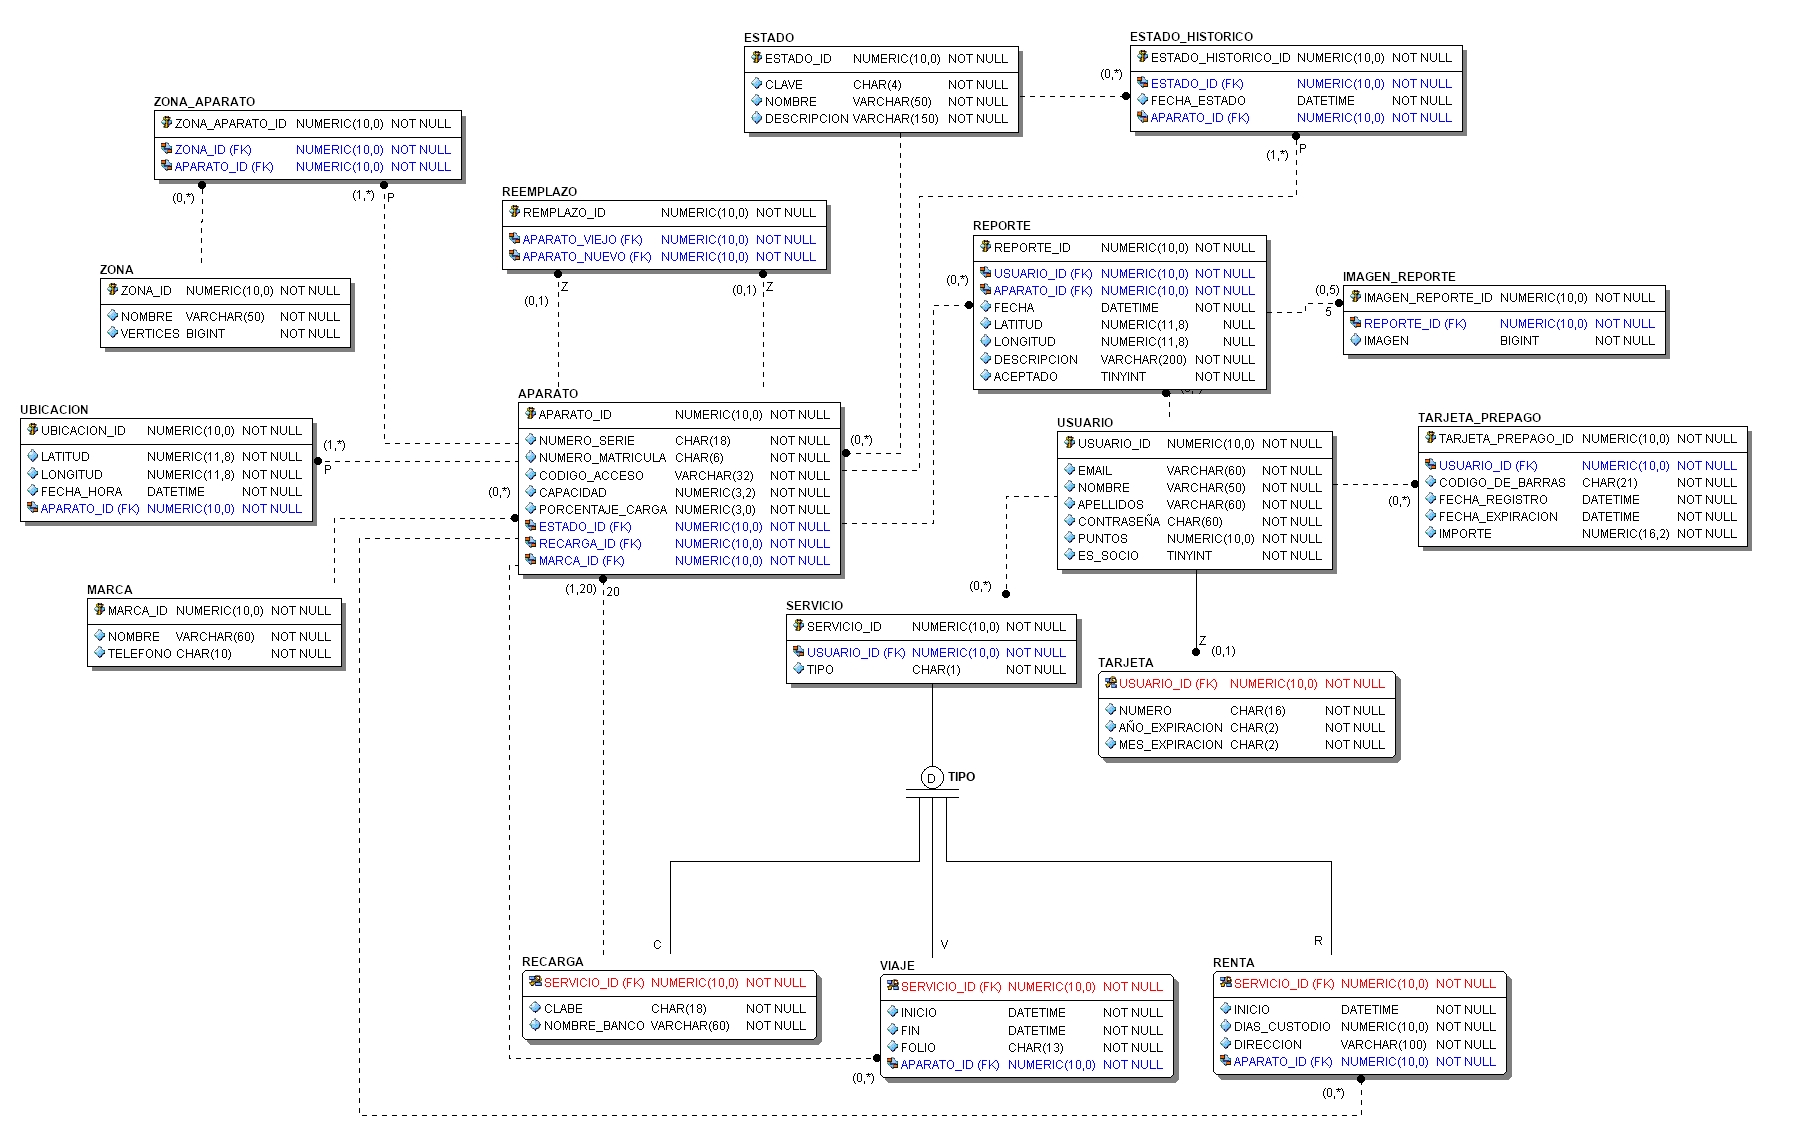 ESTADO
ESTADO_ID NUMERIC(10,0) NOT NULL
CLAVE CHAR(4) NOT NULL
NOMBRE VARCHAR(50) NOT NULL
DESCRIPCION VARCHAR(150) NOT NULL
(0,*)
ESTADO_HISTORICO
ESTADO_HISTORICO_ID NUMERIC(10,0) NOT NULL
ESTADO_ID (FK) NUMERIC(10,0) NOT NULL
FECHA_ESTADO DATETIME NOT NULL
APARATO_ID (FK) NUMERIC(10,0) NOT NULL
(1,*) P
ZONA_APARATO
ZONA_APARATO_ID NUMERIC(10,0) NOT NULL
ZONA_ID (FK) NUMERIC(10,0) NOT NULL
APARATO_ID (FK) NUMERIC(10,0) NOT NULL
(0,*)
(1,*) P
REEMPLAZO
REMPLAZO_ID NUMERIC(10,0) NOT NULL
APARATO_VIEJO (FK) NUMERIC(10,0) NOT NULL
APARATO_NUEVO (FK) NUMERIC(10,0) NOT NULL
(0,1) Z
(0,1) Z
REPORTE
REPORTE_ID NUMERIC(10,0) NOT NULL
USUARIO_ID (FK) NUMERIC(10,0) NOT NULL
APARATO_ID (FK) NUMERIC(10,0) NOT NULL
FECHA DATETIME NOT NULL
LATITUD NUMERIC(11,8) NULL
LONGITUD NUMERIC(11,8) NULL
DESCRIPCION VARCHAR(200) NOT NULL
ACEPTADO TINYINT NOT NULL
(0,*)
IMAGEN_REPORTE
IMAGEN_REPORTE_ID NUMERIC(10,0) NOT NULL
REPORTE_ID (FK) NUMERIC(10,0) NOT NULL
IMAGEN BIGINT NOT NULL
(0,5)
5
ZONA
ZONA_ID NUMERIC(10,0) NOT NULL
NOMBRE VARCHAR(50) NOT NULL
VERTICES BIGINT NOT NULL
UBICACION
UBICACION_ID NUMERIC(10,0) NOT NULL
LATITUD NUMERIC(11,8) NOT NULL
LONGITUD NUMERIC(11,8) NOT NULL
FECHA_HORA DATETIME NOT NULL
APARATO_ID (FK) NUMERIC(10,0) NOT NULL
(1,*)
P
APARATO
APARATO_ID NUMERIC(10,0) NOT NULL
NUMERO_SERIE CHAR(18) NOT NULL
NUMERO_MATRICULA CHAR(6) NOT NULL
CODIGO_ACCESO VARCHAR(32) NOT NULL
CAPACIDAD NUMERIC(3,2) NOT NULL
PORCENTAJE_CARGA NUMERIC(3,0) NOT NULL
ESTADO_ID (FK) NUMERIC(10,0) NOT NULL
RECARGA_ID (FK) NUMERIC(10,0) NOT NULL
MARCA_ID (FK) NUMERIC(10,0) NOT NULL
(0,*)
(0,*)
(1,20) 20
USUARIO
USUARIO_ID NUMERIC(10,0) NOT NULL
EMAIL VARCHAR(60) NOT NULL
NOMBRE VARCHAR(50) NOT NULL
APELLIDOS VARCHAR(60) NOT NULL
CONTRASEÑA CHAR(60) NOT NULL
PUNTOS NUMERIC(10,0) NOT NULL
ES_SOCIO TINYINT NOT NULL
TARJETA_PREPAGO
TARJETA_PREPAGO_ID NUMERIC(10,0) NOT NULL
USUARIO_ID (FK) NUMERIC(10,0) NOT NULL
CODIGO_DE_BARRAS CHAR(21) NOT NULL
FECHA_REGISTRO DATETIME NOT NULL
FECHA_EXPIRACION DATETIME NOT NULL
IMPORTE NUMERIC(16,2) NOT NULL
(0,*)
MARCA
MARCA_ID NUMERIC(10,0) NOT NULL
NOMBRE VARCHAR(60) NOT NULL
TELEFONO CHAR(10) NOT NULL
(0,*)
SERVICIO
SERVICIO_ID NUMERIC(10,0) NOT NULL
USUARIO_ID (FK) NUMERIC(10,0) NOT NULL
TIPO CHAR(1) NOT NULL
Z (0,1)
TARJETA
USUARIO_ID (FK) NUMERIC(10,0) NOT NULL
NUMERO CHAR(16) NOT NULL
AÑO_EXPIRACION CHAR(2) NOT NULL
MES_EXPIRACION CHAR(2) NOT NULL
D TIPO
C
V
R
RECARGA
SERVICIO_ID (FK) NUMERIC(10,0) NOT NULL
CLABE CHAR(18) NOT NULL
NOMBRE_BANCO VARCHAR(60) NOT NULL
VIAJE
SERVICIO_ID (FK) NUMERIC(10,0) NOT NULL
INICIO DATETIME NOT NULL
FIN DATETIME NOT NULL
FOLIO CHAR(13) NOT NULL
APARATO_ID (FK) NUMERIC(10,0) NOT NULL
(0,*)
RENTA
SERVICIO_ID (FK) NUMERIC(10,0) NOT NULL
INICIO DATETIME NOT NULL
DIAS_CUSTODIO NUMERIC(10,0) NOT NULL
DIRECCION VARCHAR(100) NOT NULL
APARATO_ID (FK) NUMERIC(10,0) NOT NULL
(0,*)